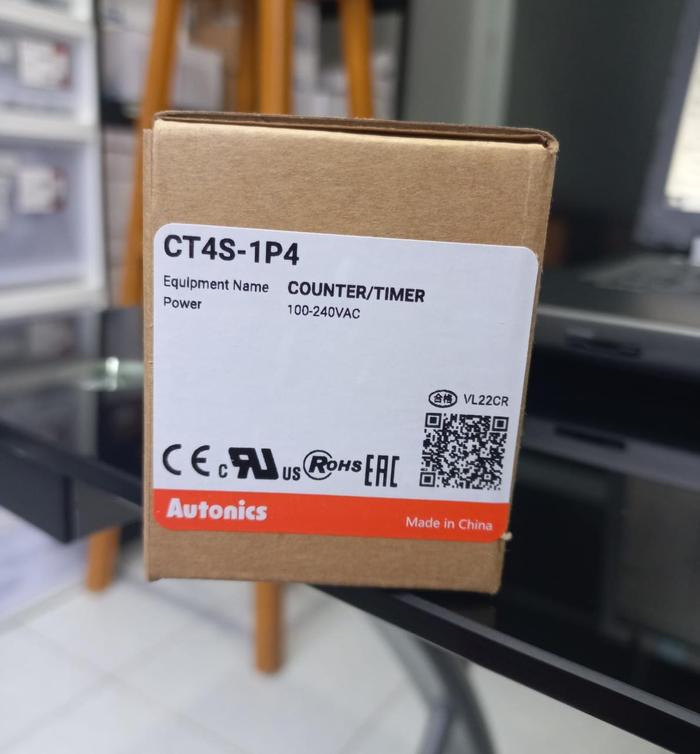 CT4S-1P4
Equipment Name COUNTER/TIMER
Power 100-240VAC
合格 VL22CR
CE c RU US RoHS EAC
Autonics
Made in China